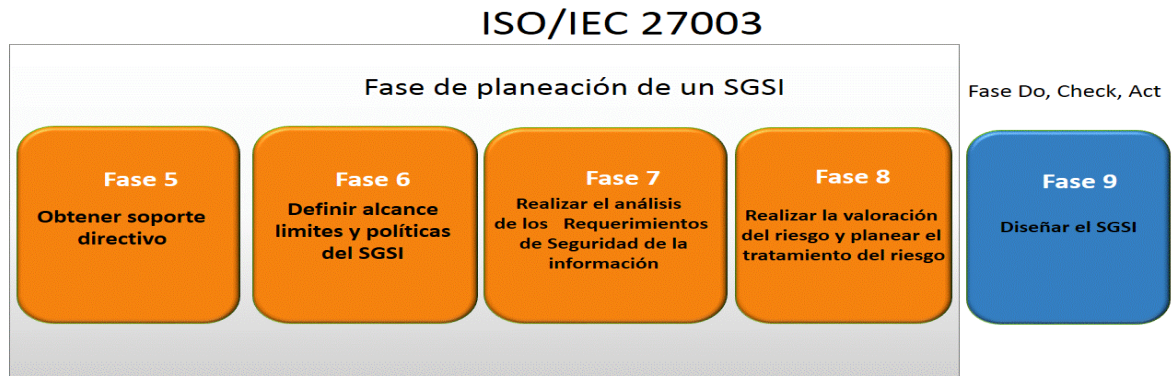 ISO/IEC 27003
Fase de planeación de un SGSI
Fase Do, Check, Act
Fase 5
Obtener soporte
directivo
Fase 6
Definir alcance
limites y políticas
del SGSI
Fase 7
Realizar el análisis
de los Requerimientos
de Seguridad de la
información
Fase 8
Realizar la valoración
del riesgo y planear el
tratamiento del riesgo
Fase 9
Diseñar el SGSI